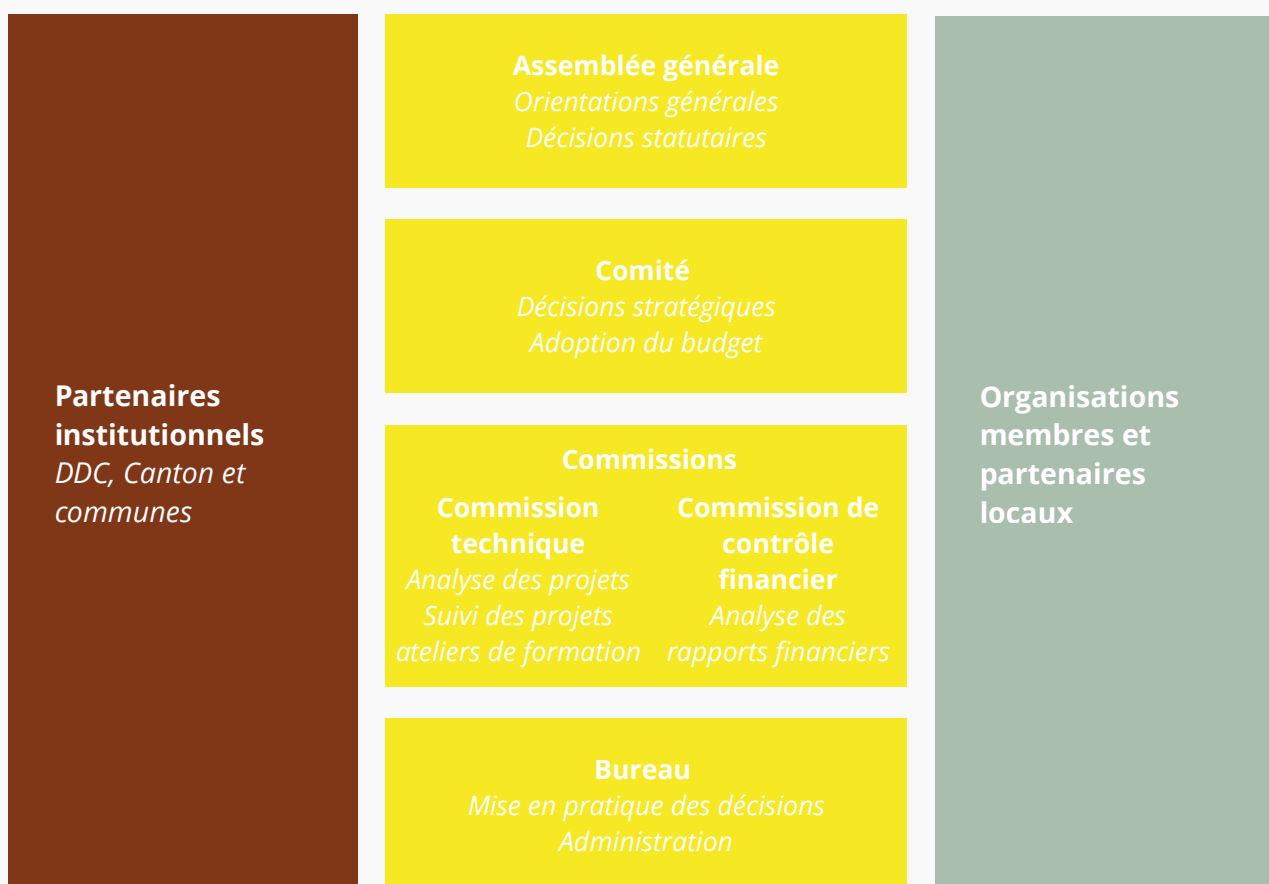 Partenaires
institutionnels
DDC, Canton et
communes
Assemblée générale
Orientations générales
Décisions statutaires
Comité
Décisions stratégiques
Adoption du budget
Commissions
Commission
technique
Analyse des projets
Suivi des projets
ateliers de formation
Commission de
contrôle
financier
Analyse des
rapports financiers
Bureau
Mise en pratique des décisions
Administration
Organisations
membres et
partenaires
locaux